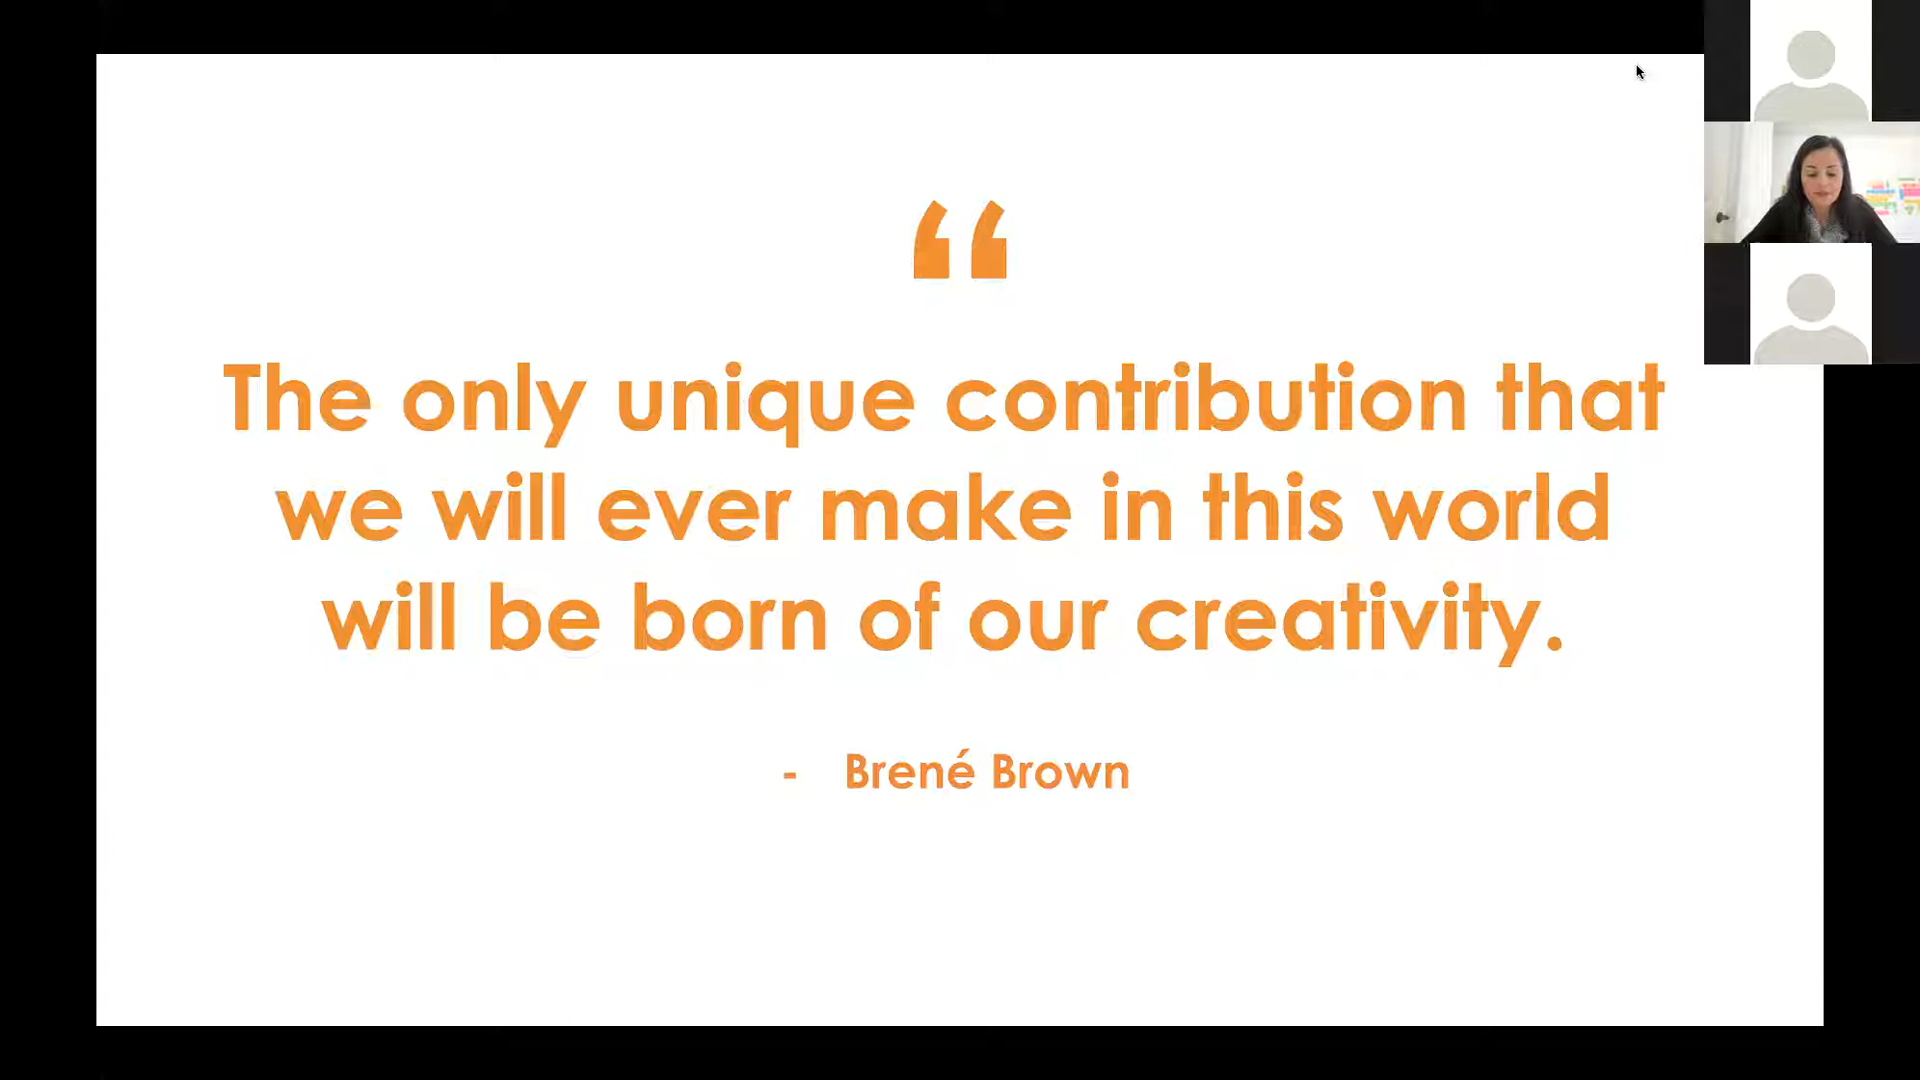 “
The only unique contribution that
we will ever make in this world
will be born of our creativity.
- Brené Brown